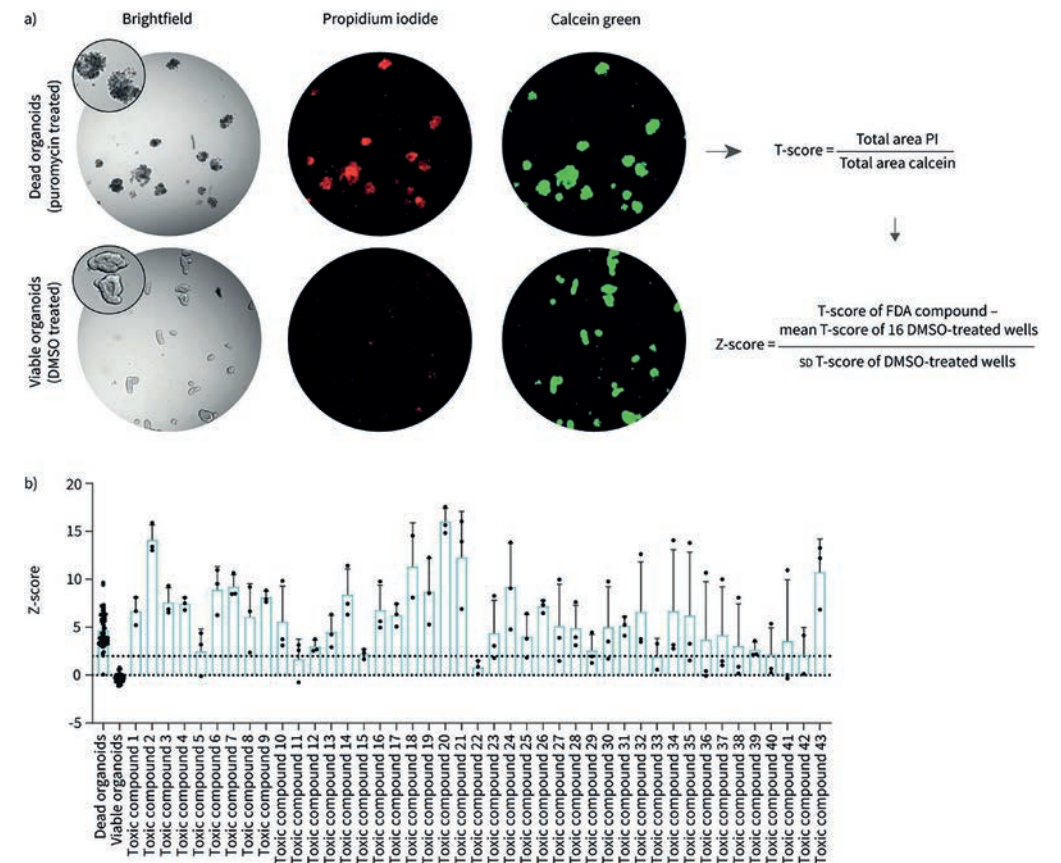 a)
Brightfield
Propidium iodide
Calcein green
Dead organoids
(puromycin treated)
T-score =
Total area PI
Total area calcein
Viable organoids
(DMSO treated)
Z-score =
T-score of FDA compound –
mean T-score of 16 DMSO-treated wells
SD T-score of DMSO-treated wells
b)
Z-score
20
15
10
5
0
-5
Dead organoids
Viable organoids
Toxic compound 1
Toxic compound 2
Toxic compound 3
Toxic compound 4
Toxic compound 5
Toxic compound 6
Toxic compound 7
Toxic compound 8
Toxic compound 9
Toxic compound 10
Toxic compound 11
Toxic compound 12
Toxic compound 13
Toxic compound 14
Toxic compound 15
Toxic compound 16
Toxic compound 17
Toxic compound 18
Toxic compound 19
Toxic compound 20
Toxic compound 21
Toxic compound 22
Toxic compound 23
Toxic compound 24
Toxic compound 25
Toxic compound 26
Toxic compound 27
Toxic compound 28
Toxic compound 29
Toxic compound 30
Toxic compound 31
Toxic compound 32
Toxic compound 33
Toxic compound 34
Toxic compound 35
Toxic compound 36
Toxic compound 37
Toxic compound 38
Toxic compound 39
Toxic compound 40
Toxic compound 41
Toxic compound 42
Toxic compound 43